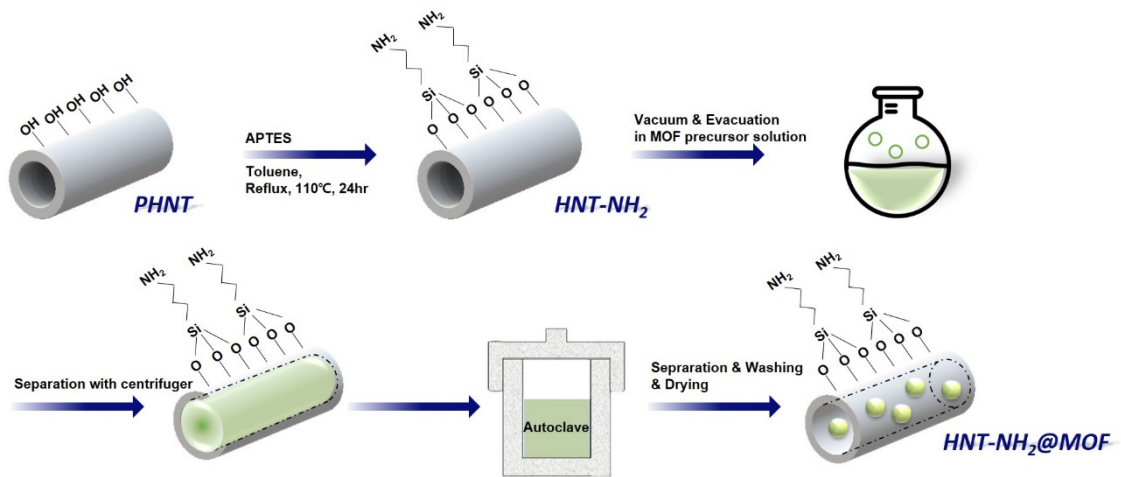 OH OH OH OH OH
PHNT
APTES
Toluene,
Reflux, 110℃, 24hr
NH₂ NH₂
Si Si
O O O O O O
HNT-NH₂
Vacuum & Evacuation
in MOF precursor solution
Separation with centrifuger
NH₂ NH₂
Si Si
O O O O O O
Autoclave
Sepraration & Washing
& Drying
NH₂ NH₂
Si Si
O O O O O O
HNT-NH₂@MOF